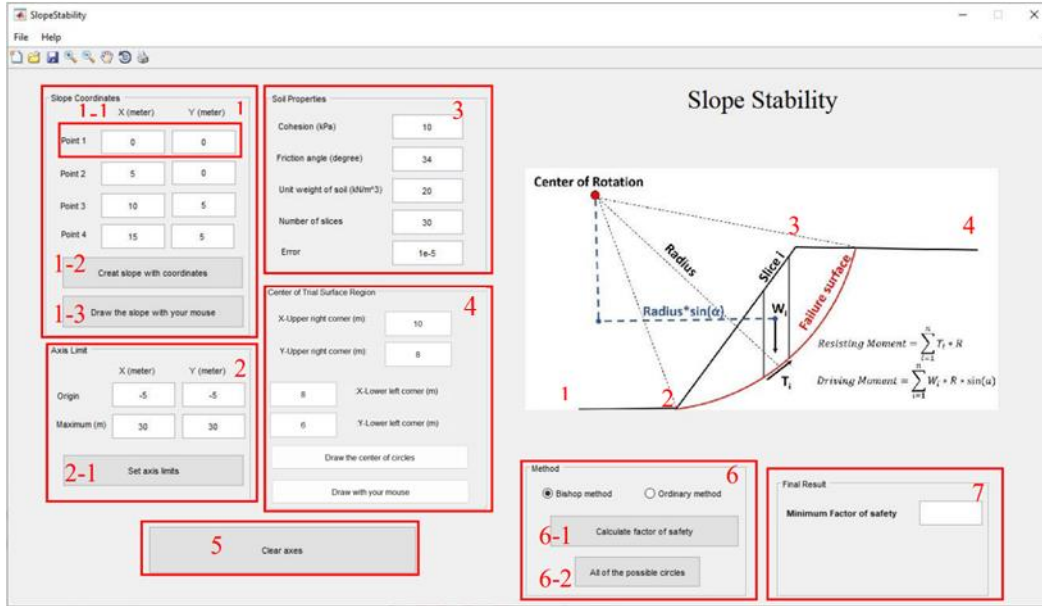 SlopeStability
File Help
Slope Coordinates
1-1 X (meter) Y (meter) 1
Point 1 0 0
Point 2 5 0
Point 3 10 5
Point 4 15 5
1-2 Creat slope with coordinates
1-3 Draw the slope with your mouse
Axis Limit
X (meter) Y (meter) 2
Origin -5 -5
Maximum (m) 30 30
2-1 Set axis limits
Soil Properties 3
Cohesion (kPa) 10
Friction angle (degree) 34
Unit weight of soil (kN/m^3) 20
Number of slices 30
Error 1e-5
Center of Trial Surface Region 4
X-Upper right corner (m) 10
Y-Upper right corner (m) 8
8 X-Lower left corner (m)
6 Y-Lower left corner (m)
Draw the center of circles
Draw with your mouse
5 Clear axes
Slope Stability
Center of Rotation
3 4
Radius
Slice i
Radius*sin(α)
Wi
Failure surface
Ti
1 2
Resisting Moment = ∑ i=1 n Ti * R
Driving Moment = ∑ i=1 n Wi * R * sin(α)
Method 6
Bishop method Ordinary method
6-1 Calculate factor of safety
6-2 All of the possible circles
Final Result 7
Minimum Factor of safety